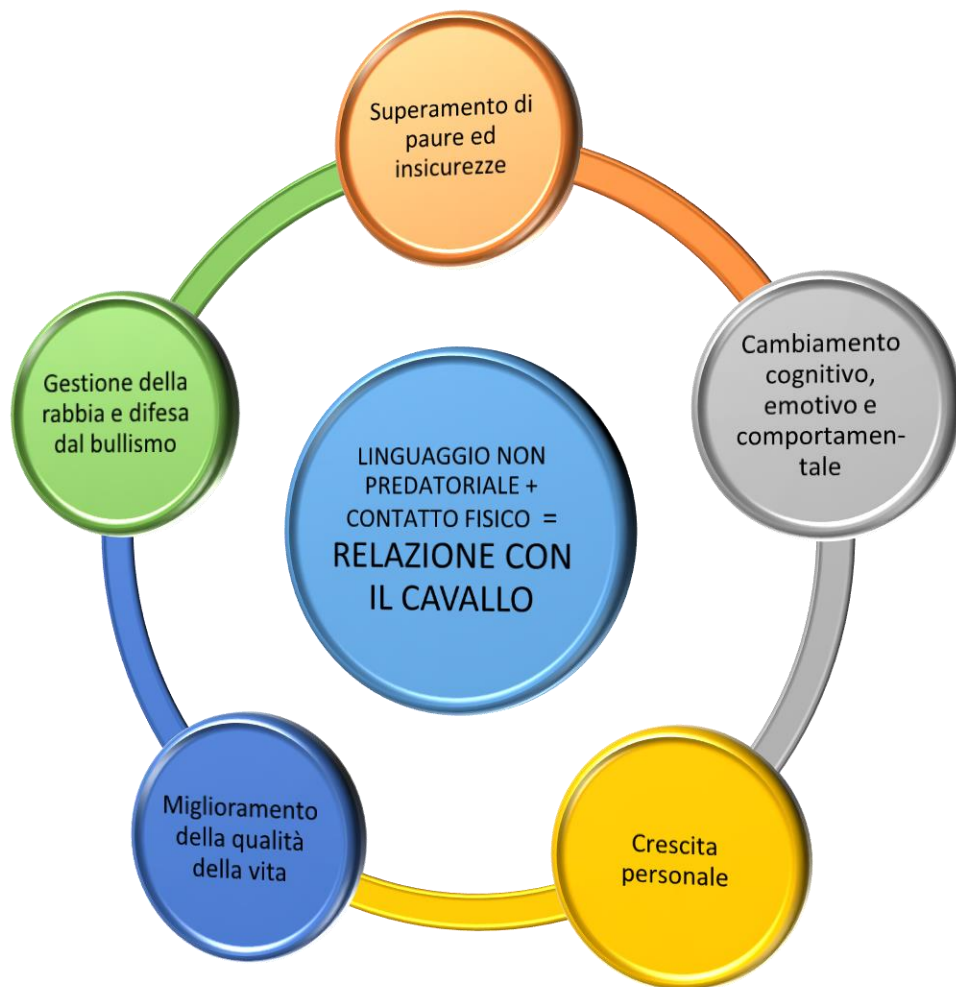 Superamento di
paure ed
insicurezze
Cambiamento
cognitivo,
emotivo e
comportamen-
tale
Crescita
personale
Miglioramento
della qualità
della vita
Gestione della
rabbia e difesa
dal bullismo
LINGUAGGIO NON
PREDATORIALE +
CONTATTO FISICO =
RELAZIONE CON
IL CAVALLO